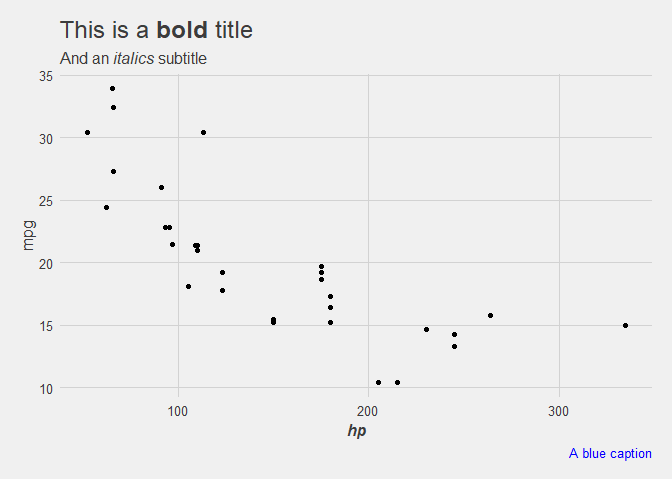 This is a bold title
And an italics subtitle
35
30
25
20
15
10
mpg
100 200 300
hp
A blue caption